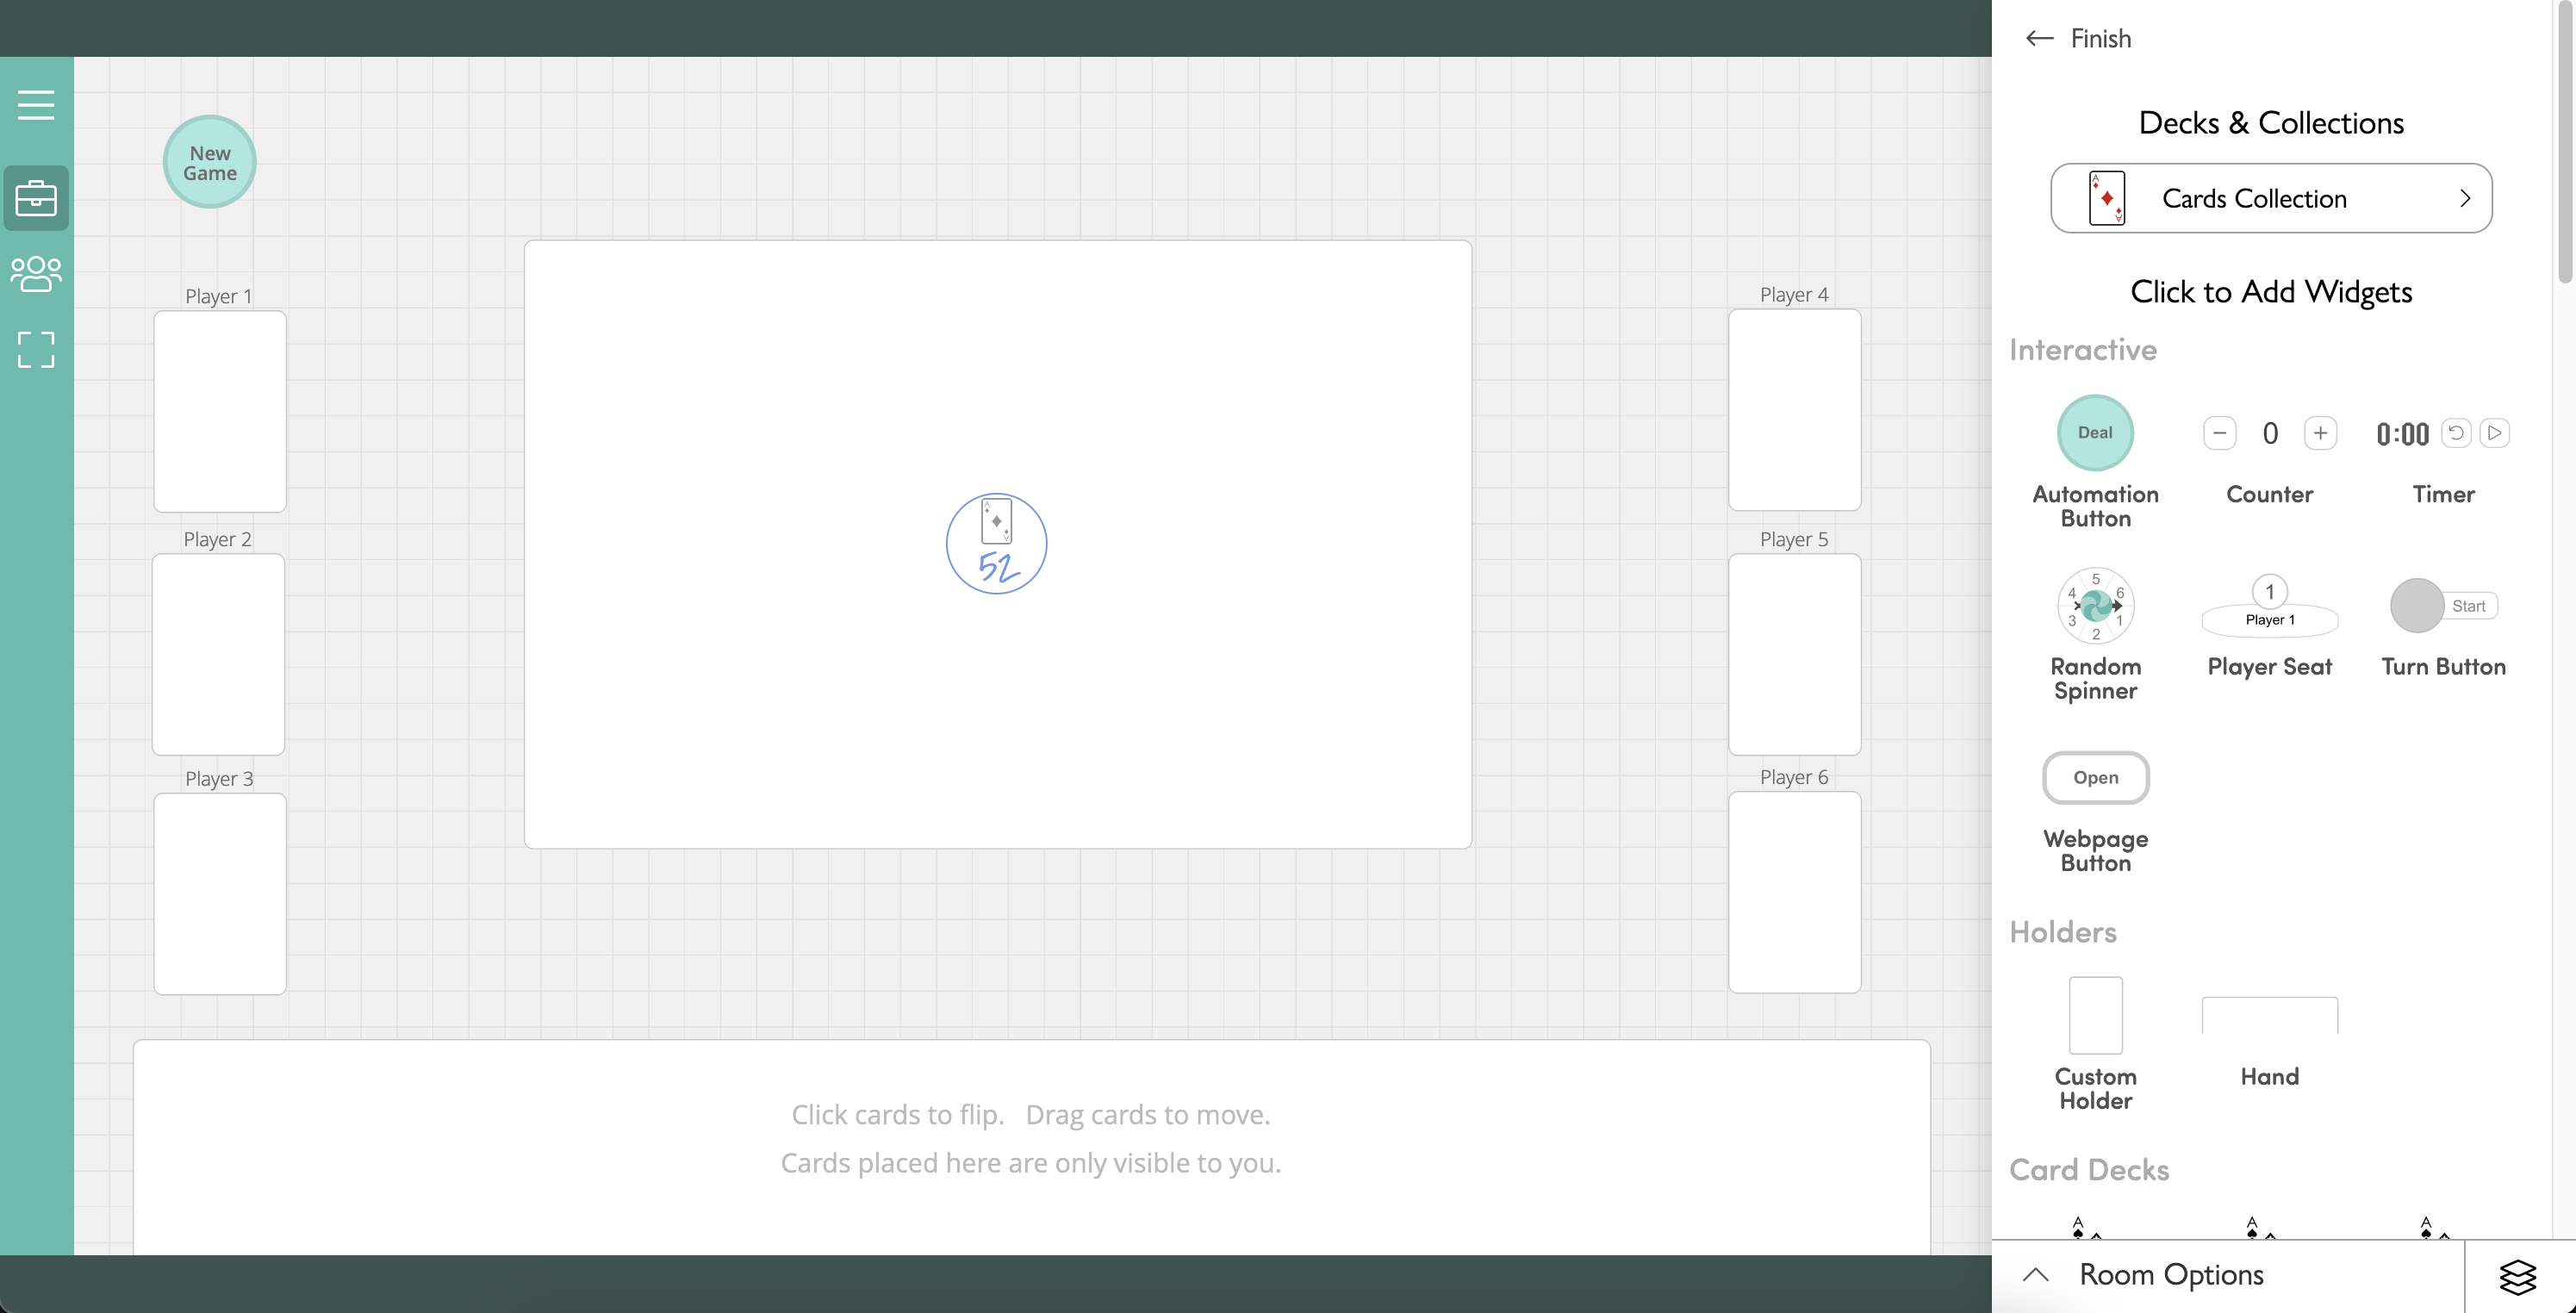 New
Game
Player 1
Player 2
Player 3
A
A
52
Player 4
Player 5
Player 6
Click cards to flip. Drag cards to move.
Cards placed here are only visible to you.
Finish
Decks & Collections
A
A
Cards Collection
Click to Add Widgets
Interactive
Deal
Automation
Button
− 0 +
Counter
0:00
Timer
5
4 6
3 1
2
Random
Spinner
1
Player 1
Player Seat
Start
Turn Button
Open
Webpage
Button
Holders
Custom
Holder
Hand
Card Decks
A
A
A
Room Options